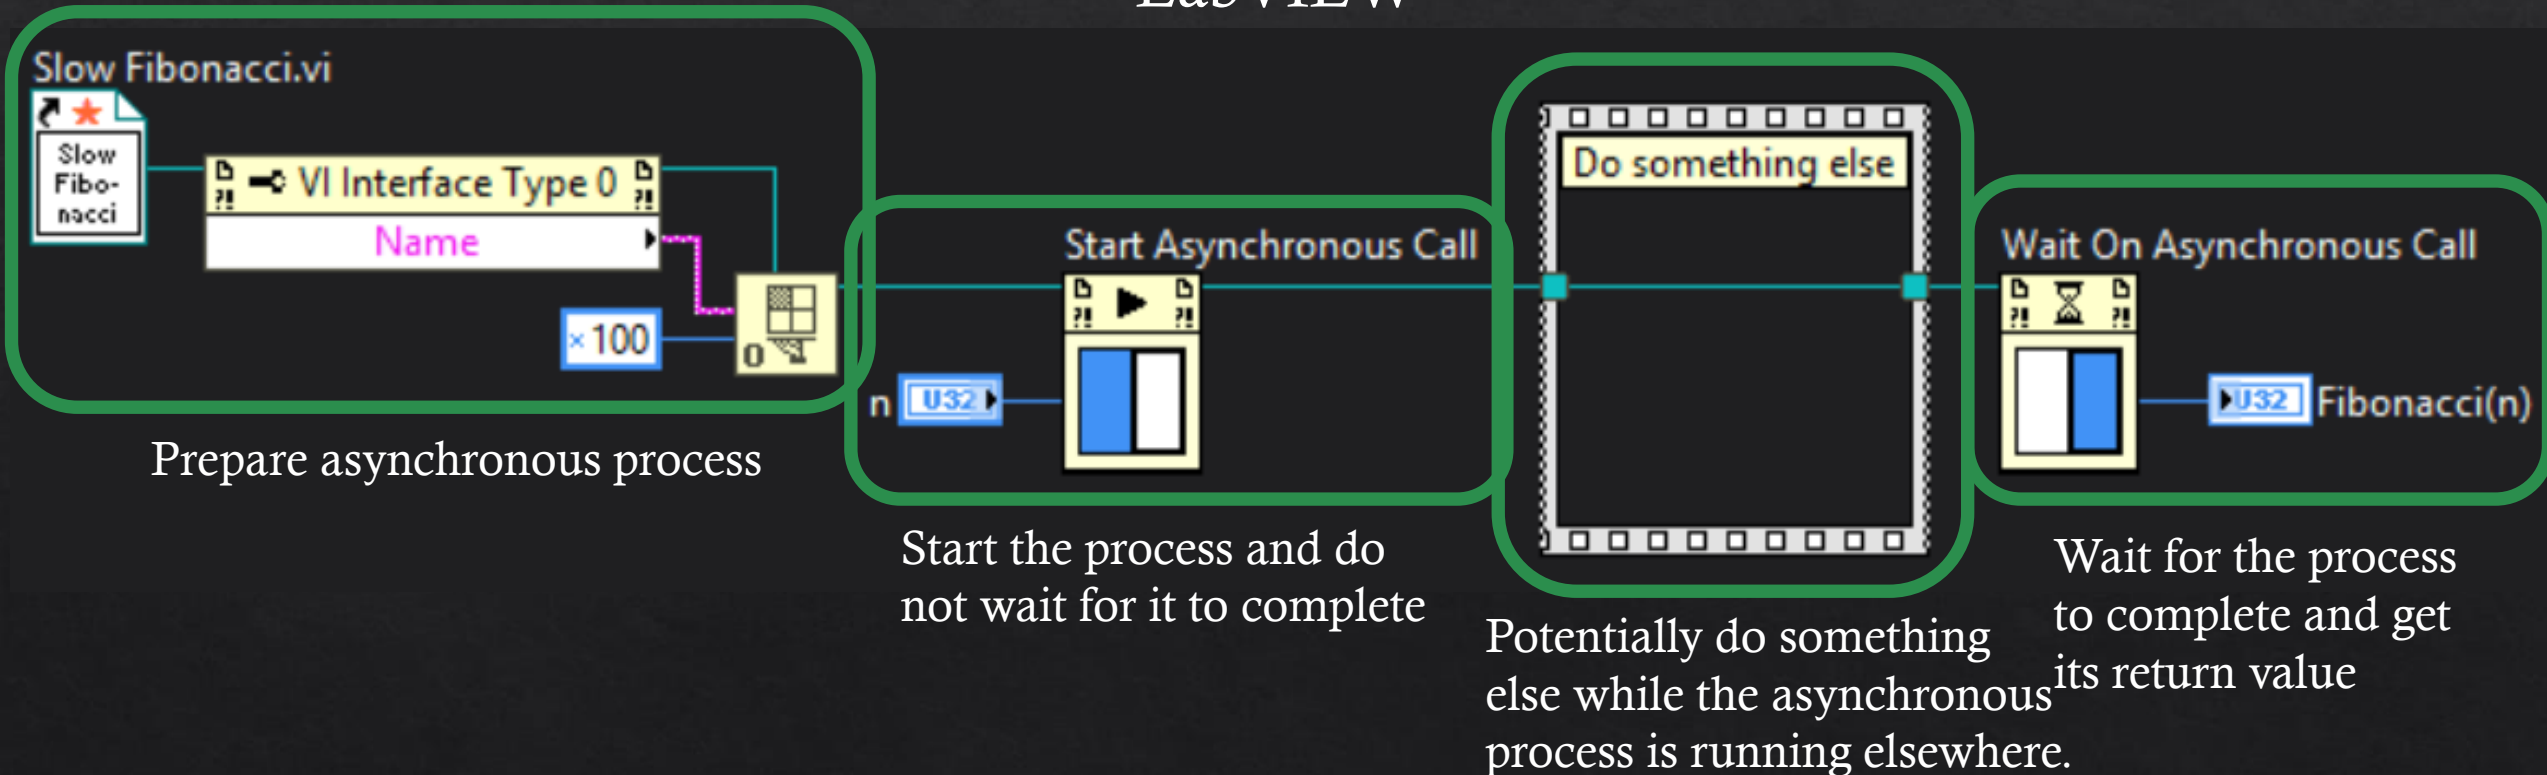 LabVIEW
Slow Fibonacci.vi
Slow
Fibo-
nacci
VI Interface Type 0
?! ?!
Name
×100
0
Prepare asynchronous process
Start Asynchronous Call
?! ?!
n
U32
Start the process and do
not wait for it to complete
Do something else
Potentially do something
else while the asynchronous
process is running elsewhere.
Wait On Asynchronous Call
?! ?!
U32
Fibonacci(n)
Wait for the process
to complete and get
its return value